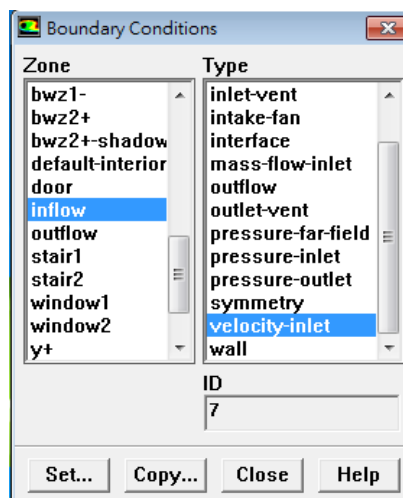 Boundary Conditions
Zone
bwz1-
bwz2+
bwz2+-shadow
default-interior
door
inflow
outflow
stair1
stair2
window1
window2
y+
Type
inlet-vent
intake-fan
interface
mass-flow-inlet
outflow
outlet-vent
pressure-far-field
pressure-inlet
pressure-outlet
symmetry
velocity-inlet
wall
ID
7
Set... Copy... Close Help